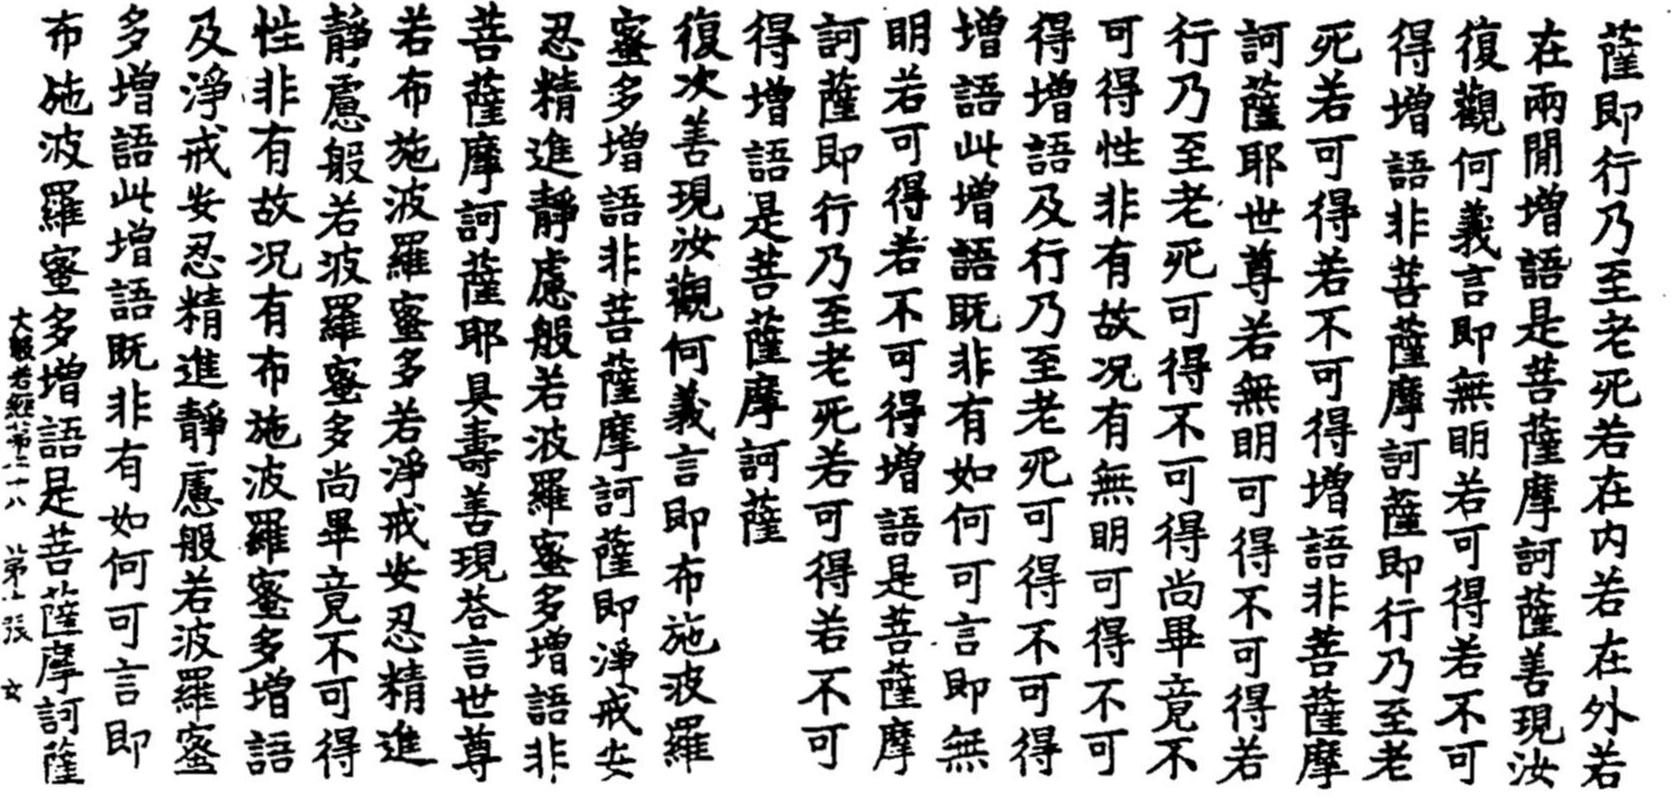 薩即行乃至老死若在内若在外若
在兩閒增語是菩薩摩訶薩善現汝
復觀何義言即無明若可得若不可
得增語非菩薩摩訶薩即行乃至老
死若可得若不可得增語非菩薩摩
訶薩耶世尊若無明可得不可得若
行乃至老死可得不可得尚畢竟不
可得性非有故况有無明可得不可
得增語及行乃至老死可得不可得
增語此增語既非有如何可言即無
明若可得若不可得增語是菩薩摩
訶薩即行乃至老死若可得若不可
得增語是菩薩摩訶薩
復次善現汝觀何義言即布施波羅
蜜多增語非菩薩摩訶薩即淨戒安
忍精進靜慮般若波羅蜜多增語非
菩薩摩訶薩耶具壽善現荅言世尊
若布施波羅蜜多若淨戒安忍精進
靜慮般若波羅蜜多尚畢竟不可得
性非有故况有布施波羅蜜多增語
及淨戒安忍精進靜慮般若波羅蜜
多增語此增語既非有如何可言即
布施波羅蜜多增語是菩薩摩訶薩
大般若經第二十八 第十張